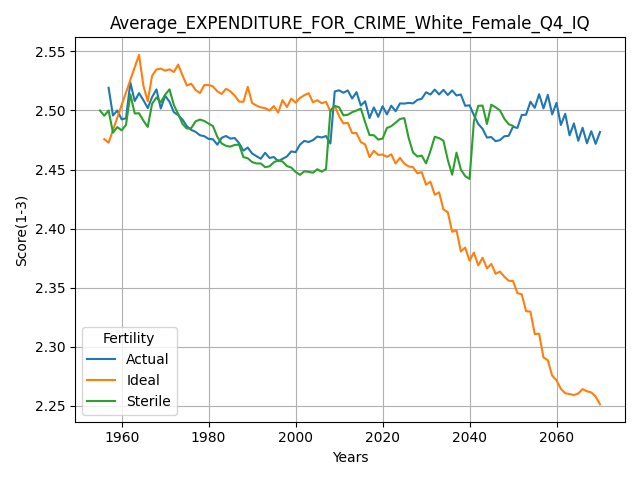 Average_EXPENDITURE_FOR_CRIME_White_Female_Q4_IQ
2.55
2.50
2.45
2.40
2.35
2.30
2.25
Score(1-3)
Fertility
Actual
Ideal
Sterile
1960 1980 2000 2020 2040 2060
Years